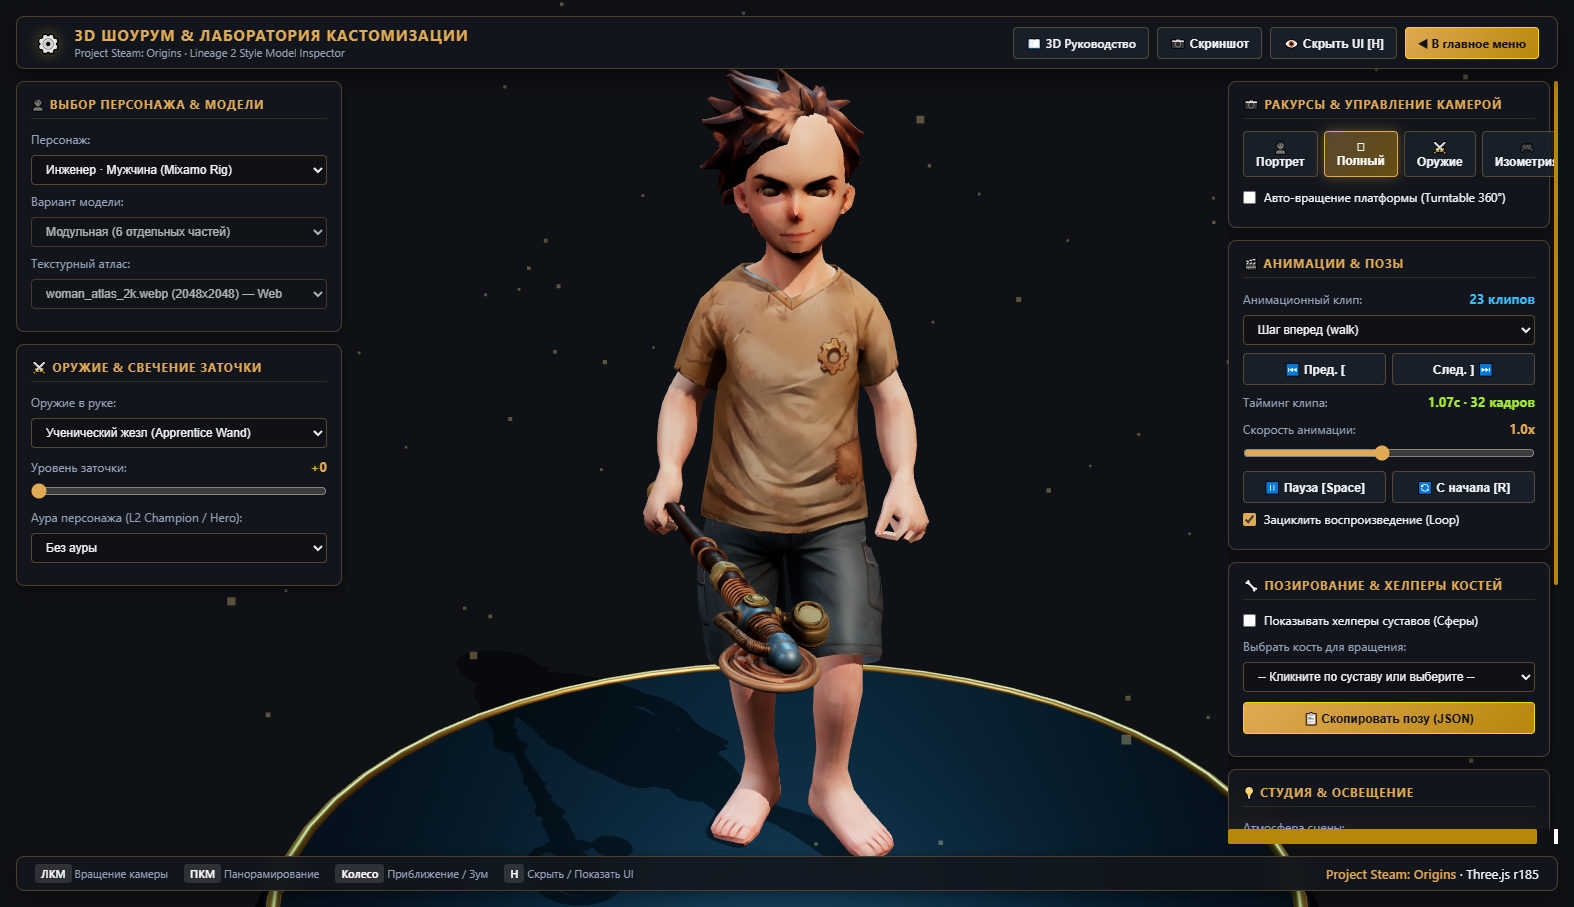 3D ШОУРУМ & ЛАБОРАТОРИЯ КАСТОМИЗАЦИИ
Project Steam: Origins · Lineage 2 Style Model Inspector
3D Руководство
Скриншот
Скрыть UI [H]
◀ В главное меню
ВЫБОР ПЕРСОНАЖА & МОДЕЛИ
Персонаж:
Инженер · Мужчина (Mixamo Rig)
Вариант модели:
Модульная (6 отдельных частей)
Текстурный атлас:
woman_atlas_2k.webp (2048x2048) — Web
ОРУЖИЕ & СВЕЧЕНИЕ ЗАТОЧКИ
Оружие в руке:
Ученический жезл (Apprentice Wand)
Уровень заточки: +0
Аура персонажа (L2 Champion / Hero):
Без ауры
РАКУРСЫ & УПРАВЛЕНИЕ КАМЕРОЙ
Портрет
Полный
Оружие
Изометрия
Авто-вращение платформы (Turntable 360°)
АНИМАЦИИ & ПОЗЫ
Анимационный клип: 23 клипов
Шаг вперед (walk)
Пред. [
След. ]
Тайминг клипа: 1.07с · 32 кадров
Скорость анимации: 1.0x
Пауза [Space]
С начала [R]
Зациклить воспроизведение (Loop)
ПОЗИРОВАНИЕ & ХЕЛПЕРЫ КОСТЕЙ
Показывать хелперы суставов (Сферы)
Выбрать кость для вращения:
-- Кликните по суставу или выберите --
Скопировать позу (JSON)
СТУДИЯ & ОСВЕЩЕНИЕ
Атмосфера сцены:
ЛКМ Вращение камеры ПКМ Панорамирование Колесо Приближение / Зум H Скрыть / Показать UI
Project Steam: Origins · Three.js r185